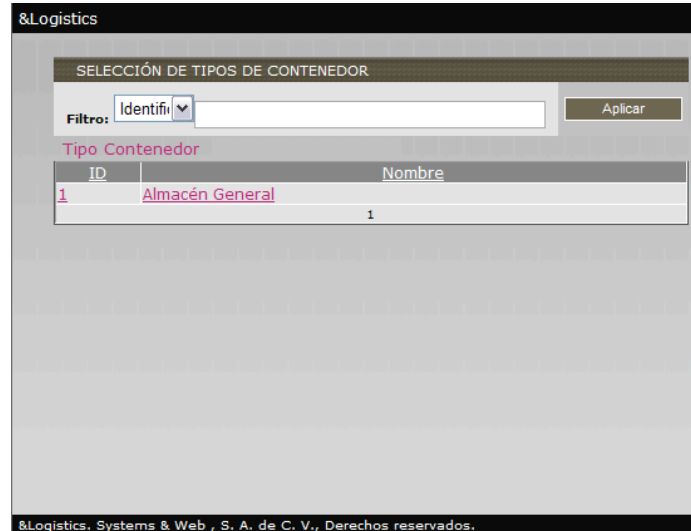 &Logistics
SELECCIÓN DE TIPOS DE CONTENEDOR
Filtro: Identifi Aplicar
Tipo Contenedor
ID Nombre
1 Almacén General
1
&Logistics. Systems & Web , S. A. de C. V., Derechos reservados.